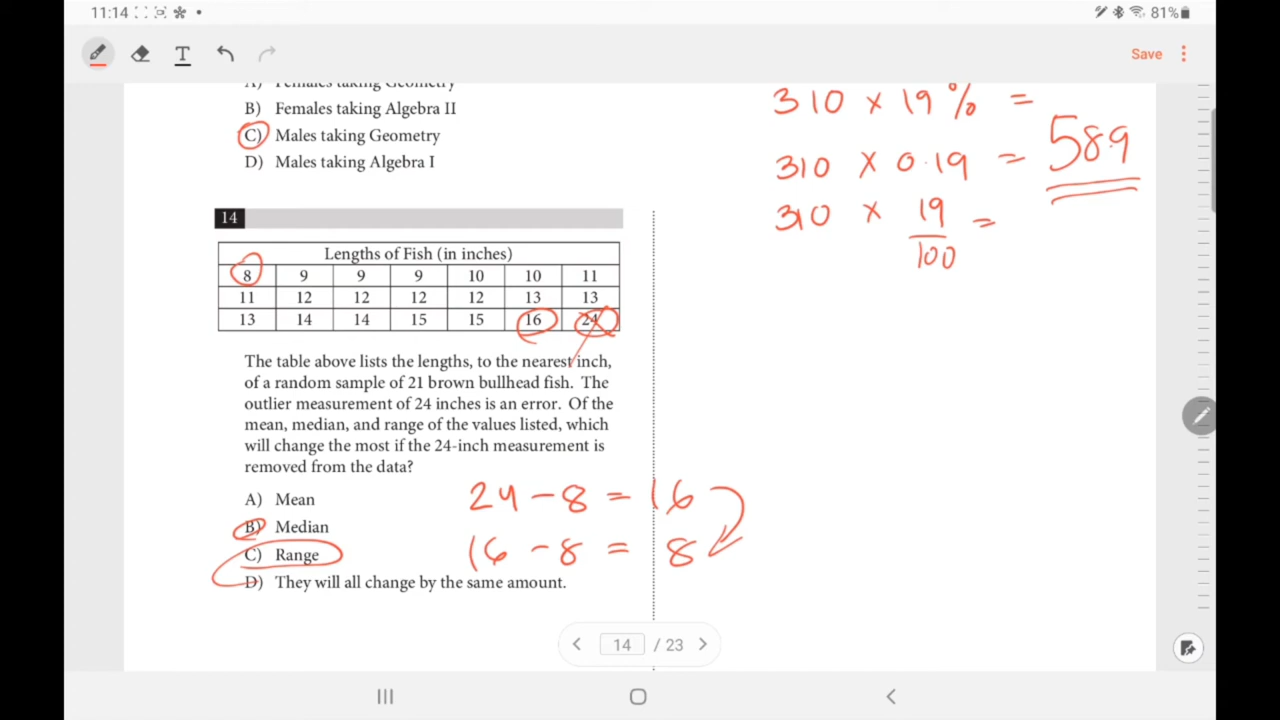 11:14
81%
T
Save
A) Females taking Geometry
B) Females taking Algebra II
C) Males taking Geometry
D) Males taking Algebra I
310 × 19% =
310 × 0.19 = 58.9
310 × 19/100 =
14
Lengths of Fish (in inches)
8 9 9 9 10 10 11
11 12 12 12 12 13 13
13 14 14 15 15 16 24
The table above lists the lengths, to the nearest inch,
of a random sample of 21 brown bullhead fish. The
outlier measurement of 24 inches is an error. Of the
mean, median, and range of the values listed, which
will change the most if the 24-inch measurement is
removed from the data?
A) Mean
B) Median
C) Range
D) They will all change by the same amount.
24 - 8 = 16
16 - 8 = 8
14 / 23